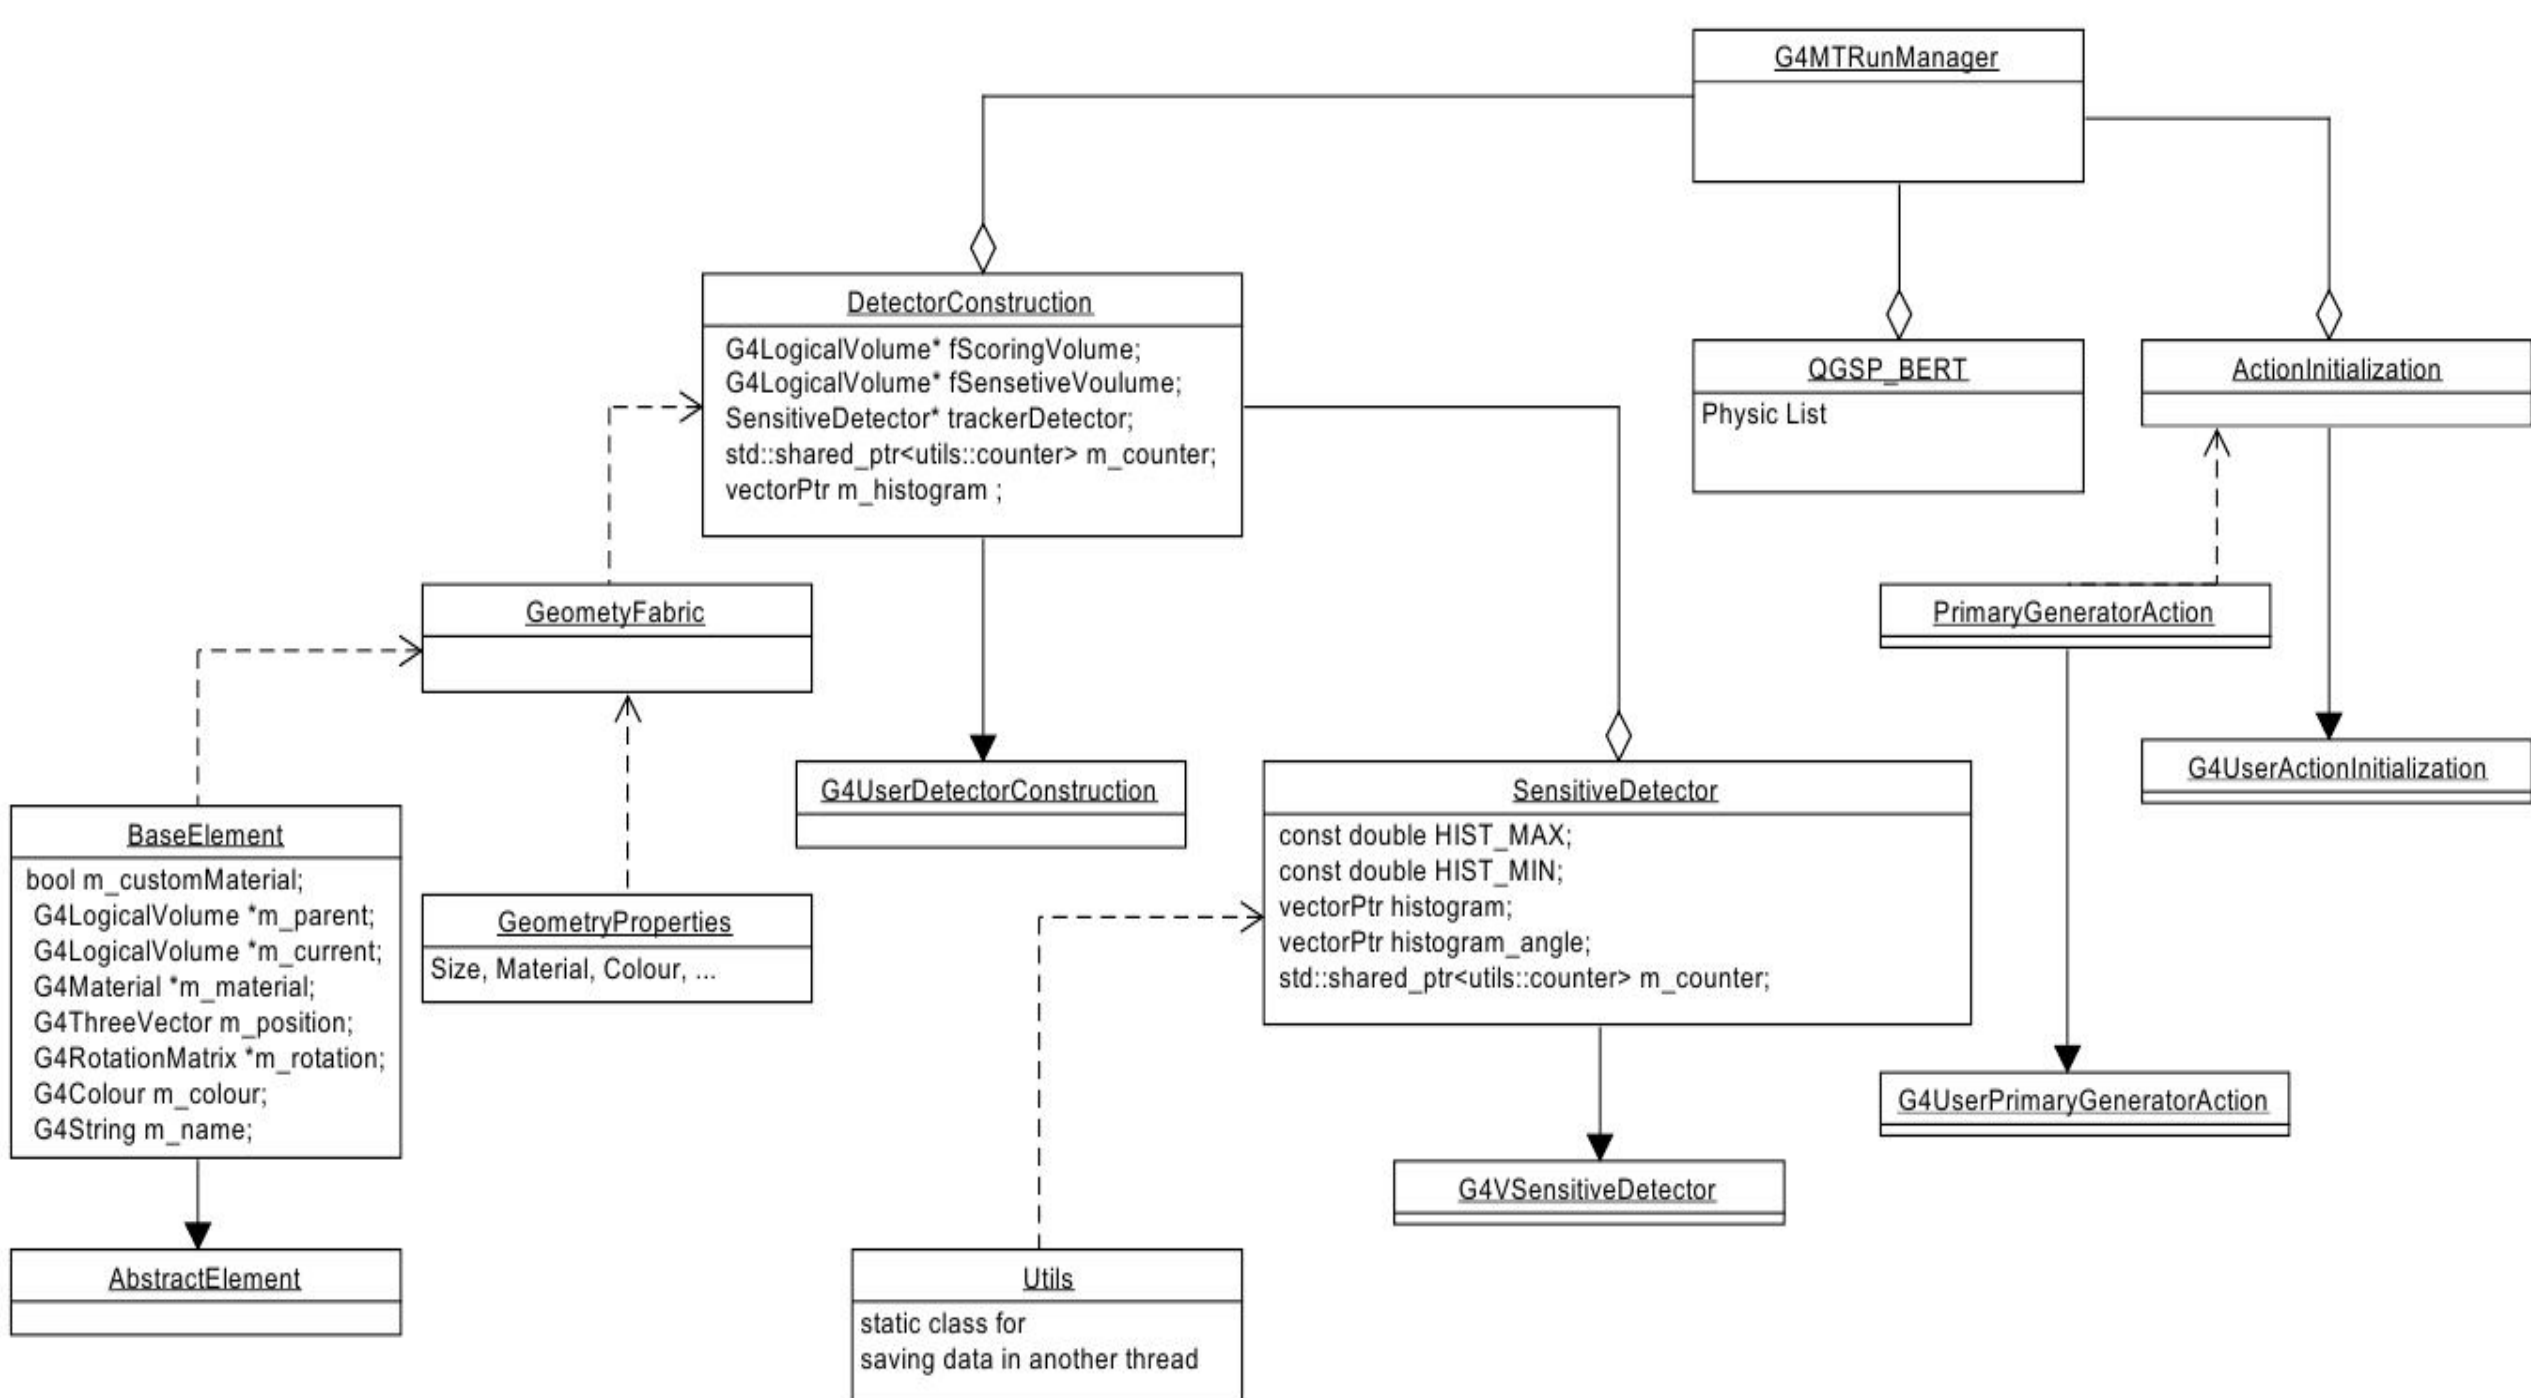 G4MTRunManager
DetectorConstruction
G4LogicalVolume* fScoringVolume;
G4LogicalVolume* fSensetiveVoulume;
SensitiveDetector* trackerDetector;
std::shared_ptr<utils::counter> m_counter;
vectorPtr m_histogram ;
QGSP_BERT
Physic List
ActionInitialization
GeometyFabric
PrimaryGeneratorAction
G4UserDetectorConstruction
SensitiveDetector
const double HIST_MAX;
const double HIST_MIN;
vectorPtr histogram;
vectorPtr histogram_angle;
std::shared_ptr<utils::counter> m_counter;
G4UserActionInitialization
BaseElement
bool m_customMaterial;
G4LogicalVolume *m_parent;
G4LogicalVolume *m_current;
G4Material *m_material;
G4ThreeVector m_position;
G4RotationMatrix *m_rotation;
G4Colour m_colour;
G4String m_name;
GeometryProperties
Size, Material, Colour, ...
G4UserPrimaryGeneratorAction
G4VSensitiveDetector
AbstractElement
Utils
static class for
saving data in another thread